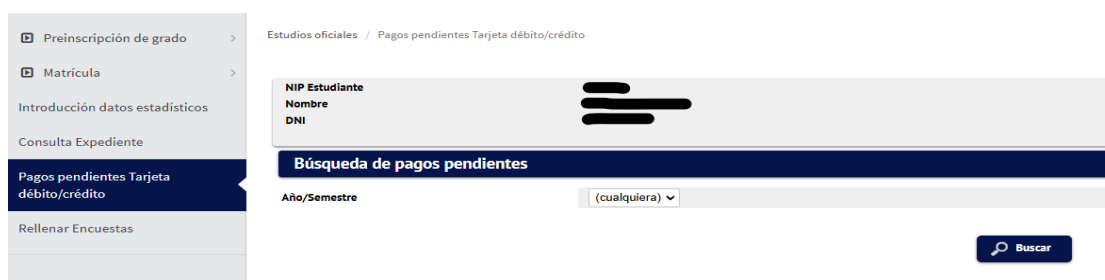 Preinscripción de grado >
Matrícula >
Introducción datos estadísticos
Consulta Expediente
Pagos pendientes Tarjeta
débito/crédito
Rellenar Encuestas
Estudios oficiales / Pagos pendientes Tarjeta débito/crédito
NIP Estudiante
Nombre
DNI
Búsqueda de pagos pendientes
Año/Semestre (cualquiera)
Buscar